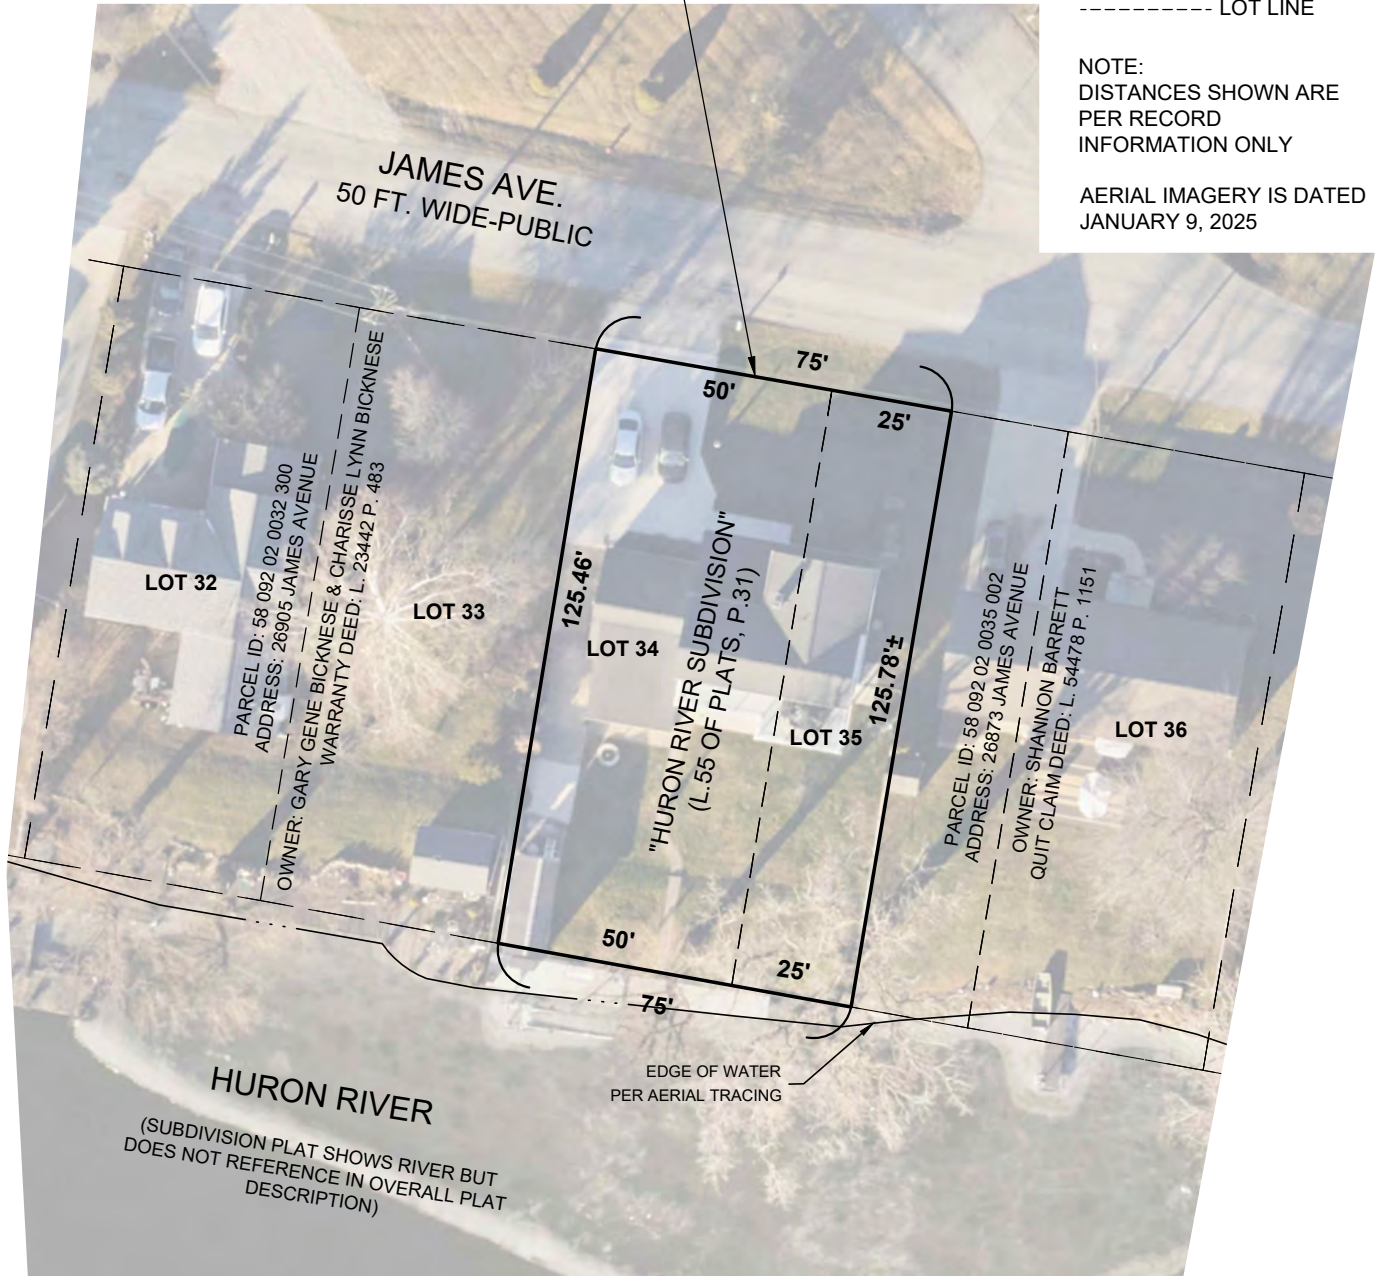 ---------- LOT LINE
NOTE:
DISTANCES SHOWN ARE
PER RECORD
INFORMATION ONLY
AERIAL IMAGERY IS DATED
JANUARY 9, 2025
JAMES AVE.
50 FT. WIDE-PUBLIC
75'
50'
25'
PARCEL ID: 58 092 02 0032 300
ADDRESS: 26905 JAMES AVENUE
OWNER: GARY GENE BICKNESE & CHARISSE LYNN BICKNESE
WARRANTY DEED: L. 23442 P. 483
LOT 32
LOT 33
125.46'
LOT 34
"HURON RIVER SUBDIVISION"
(L.55 OF PLATS, P.31)
LOT 35
125.78'±
PARCEL ID: 58 092 02 0035 002
ADDRESS: 26873 JAMES AVENUE
OWNER: SHANNON BARRETT
QUIT CLAIM DEED: L. 54478 P. 1151
LOT 36
50'
25'
75'
EDGE OF WATER
PER AERIAL TRACING
HURON RIVER
(SUBDIVISION PLAT SHOWS RIVER BUT
DOES NOT REFERENCE IN OVERALL PLAT
DESCRIPTION)